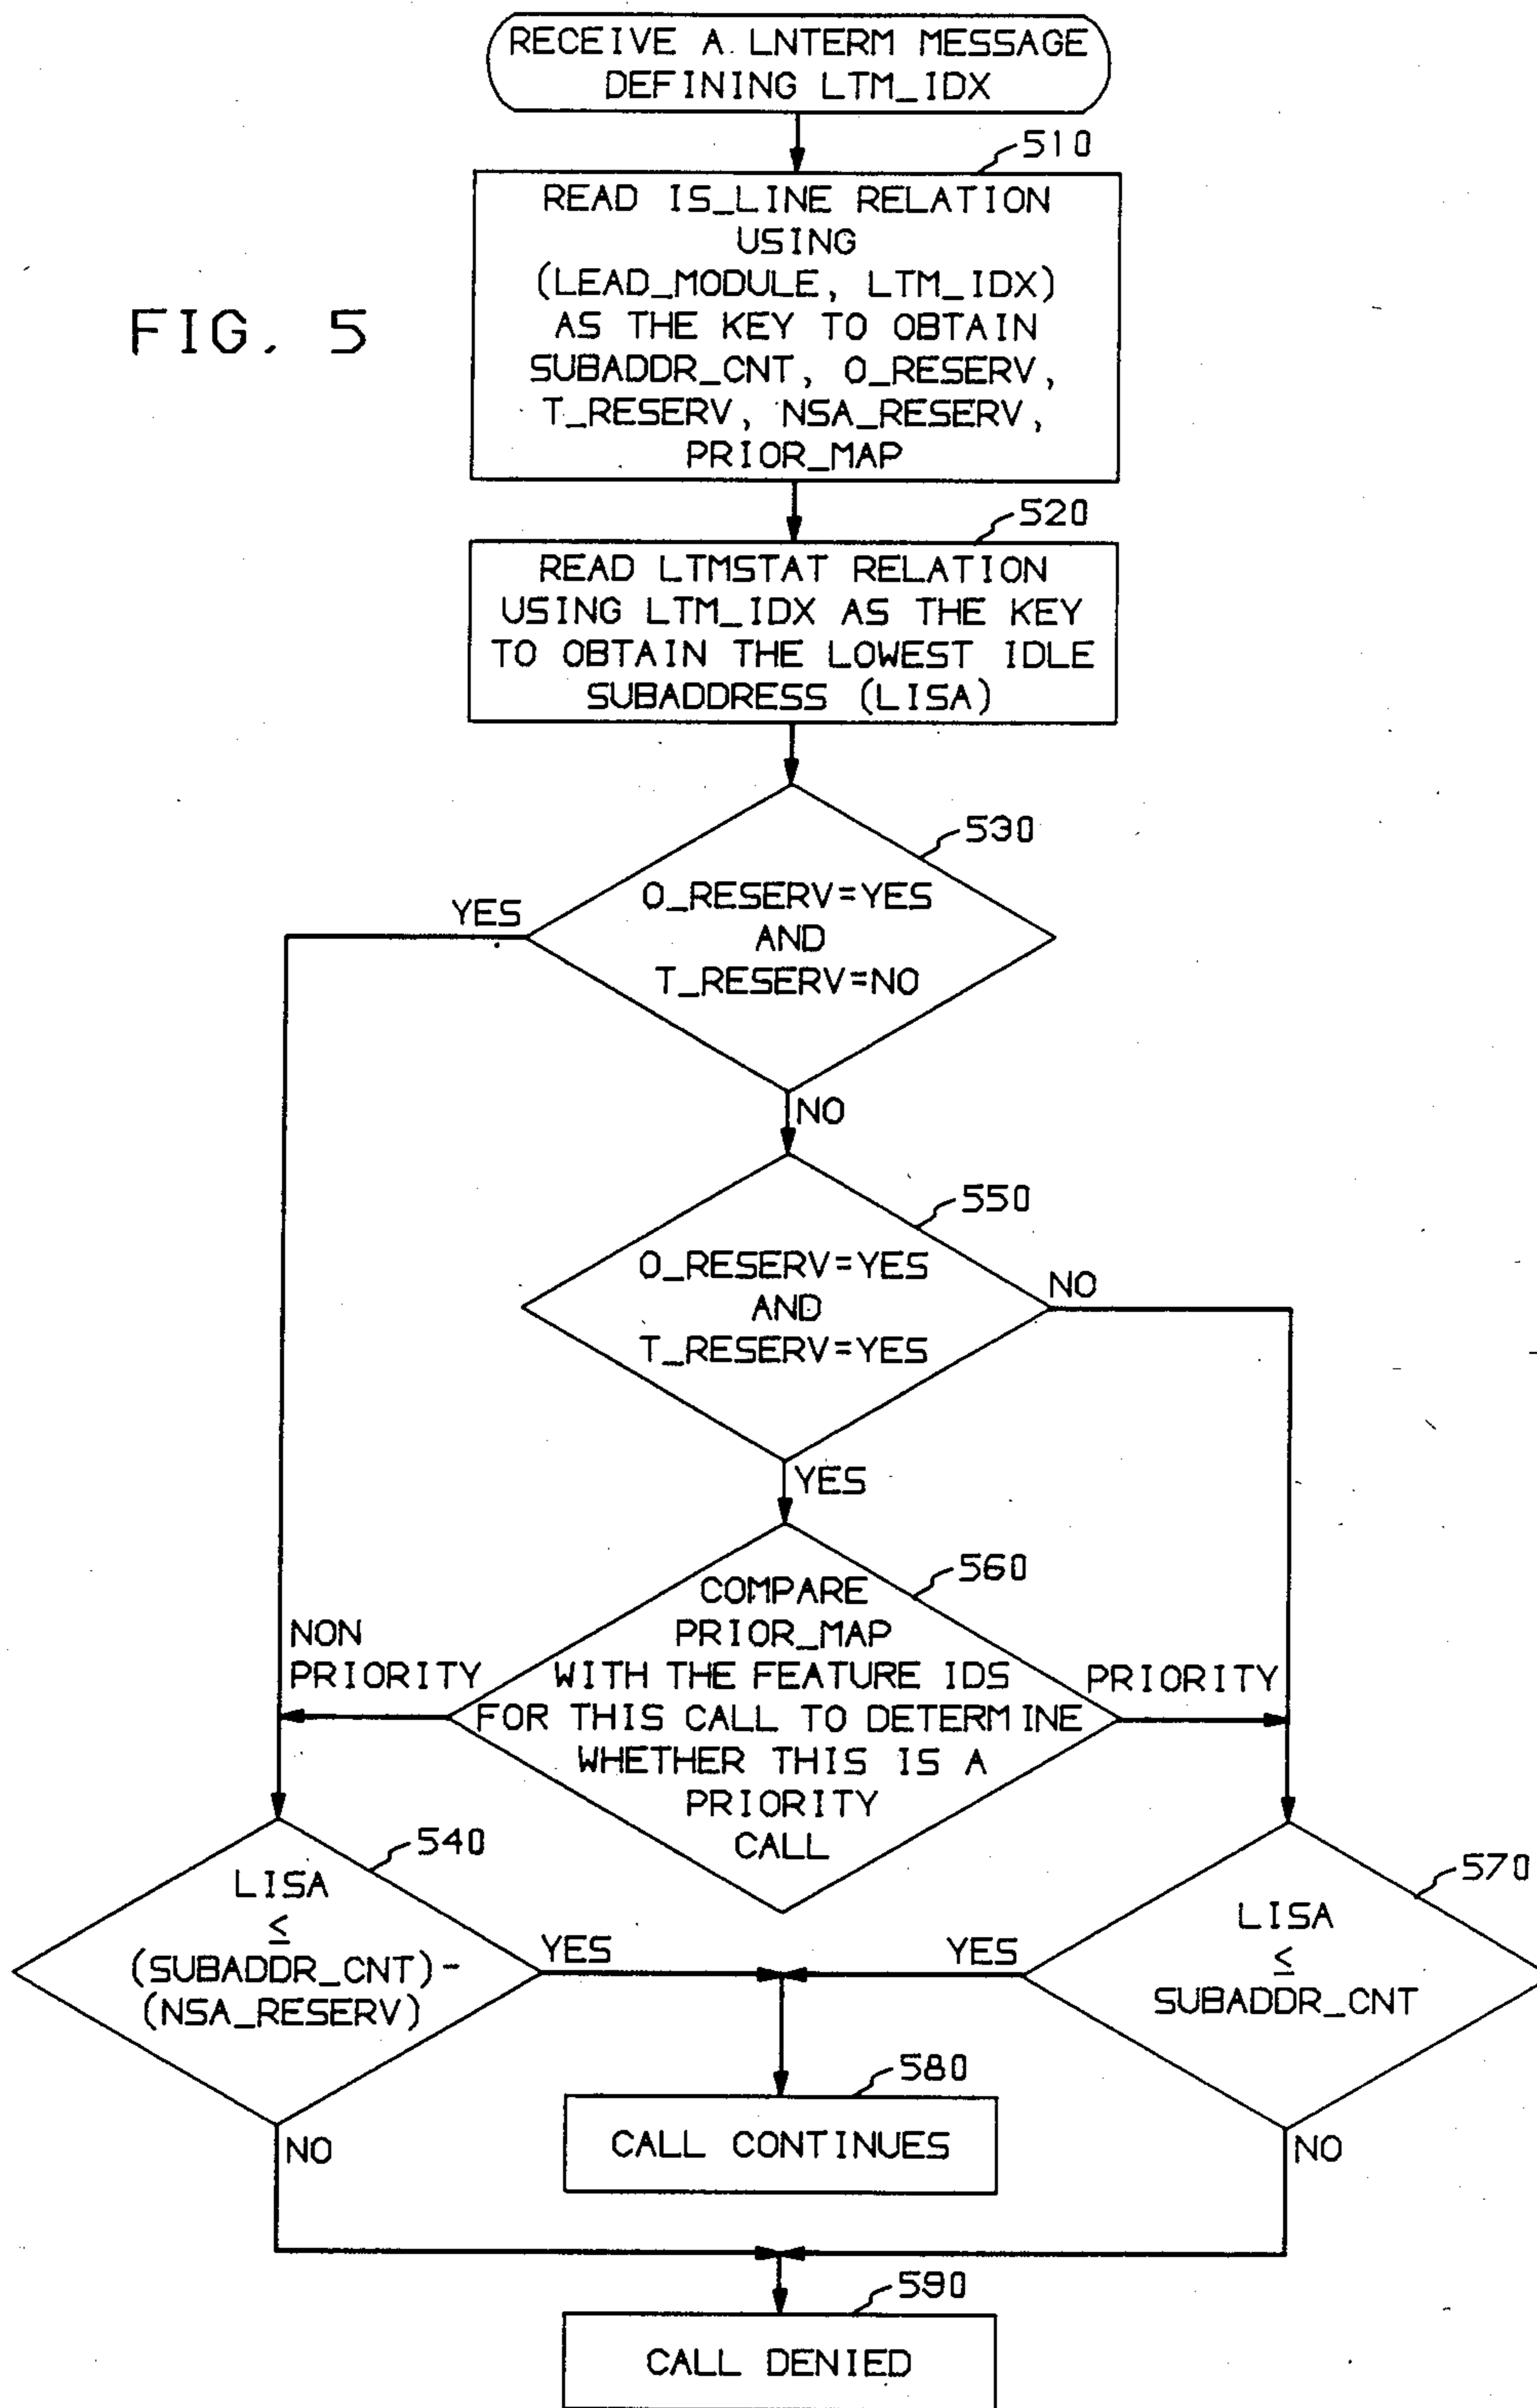 RECEIVE A LNTERM MESSAGE
DEFINING LTM_IDX
510
READ IS_LINE RELATION
USING
(LEAD_MODULE, LTM_IDX)
AS THE KEY TO OBTAIN
SUBADDR_CNT, O_RESERV,
T_RESERV, NSA_RESERV,
PRIOR_MAP
FIG. 5
520
READ LTMSTAT RELATION
USING LTM_IDX AS THE KEY
TO OBTAIN THE LOWEST IDLE
SUBADDRESS (LISA)
530
O_RESERV=YES
AND
T_RESERV=NO
YES
NO
550
O_RESERV=YES
AND
T_RESERV=YES
NO
YES
560
COMPARE
PRIOR_MAP
WITH THE FEATURE IDS
FOR THIS CALL TO DETERMINE
WHETHER THIS IS A
PRIORITY
CALL
NON
PRIORITY
PRIORITY
540
LISA
≤
(SUBADDR_CNT)-
(NSA_RESERV)
YES
NO
570
LISA
≤
SUBADDR_CNT
YES
NO
580
CALL CONTINUES
590
CALL DENIED